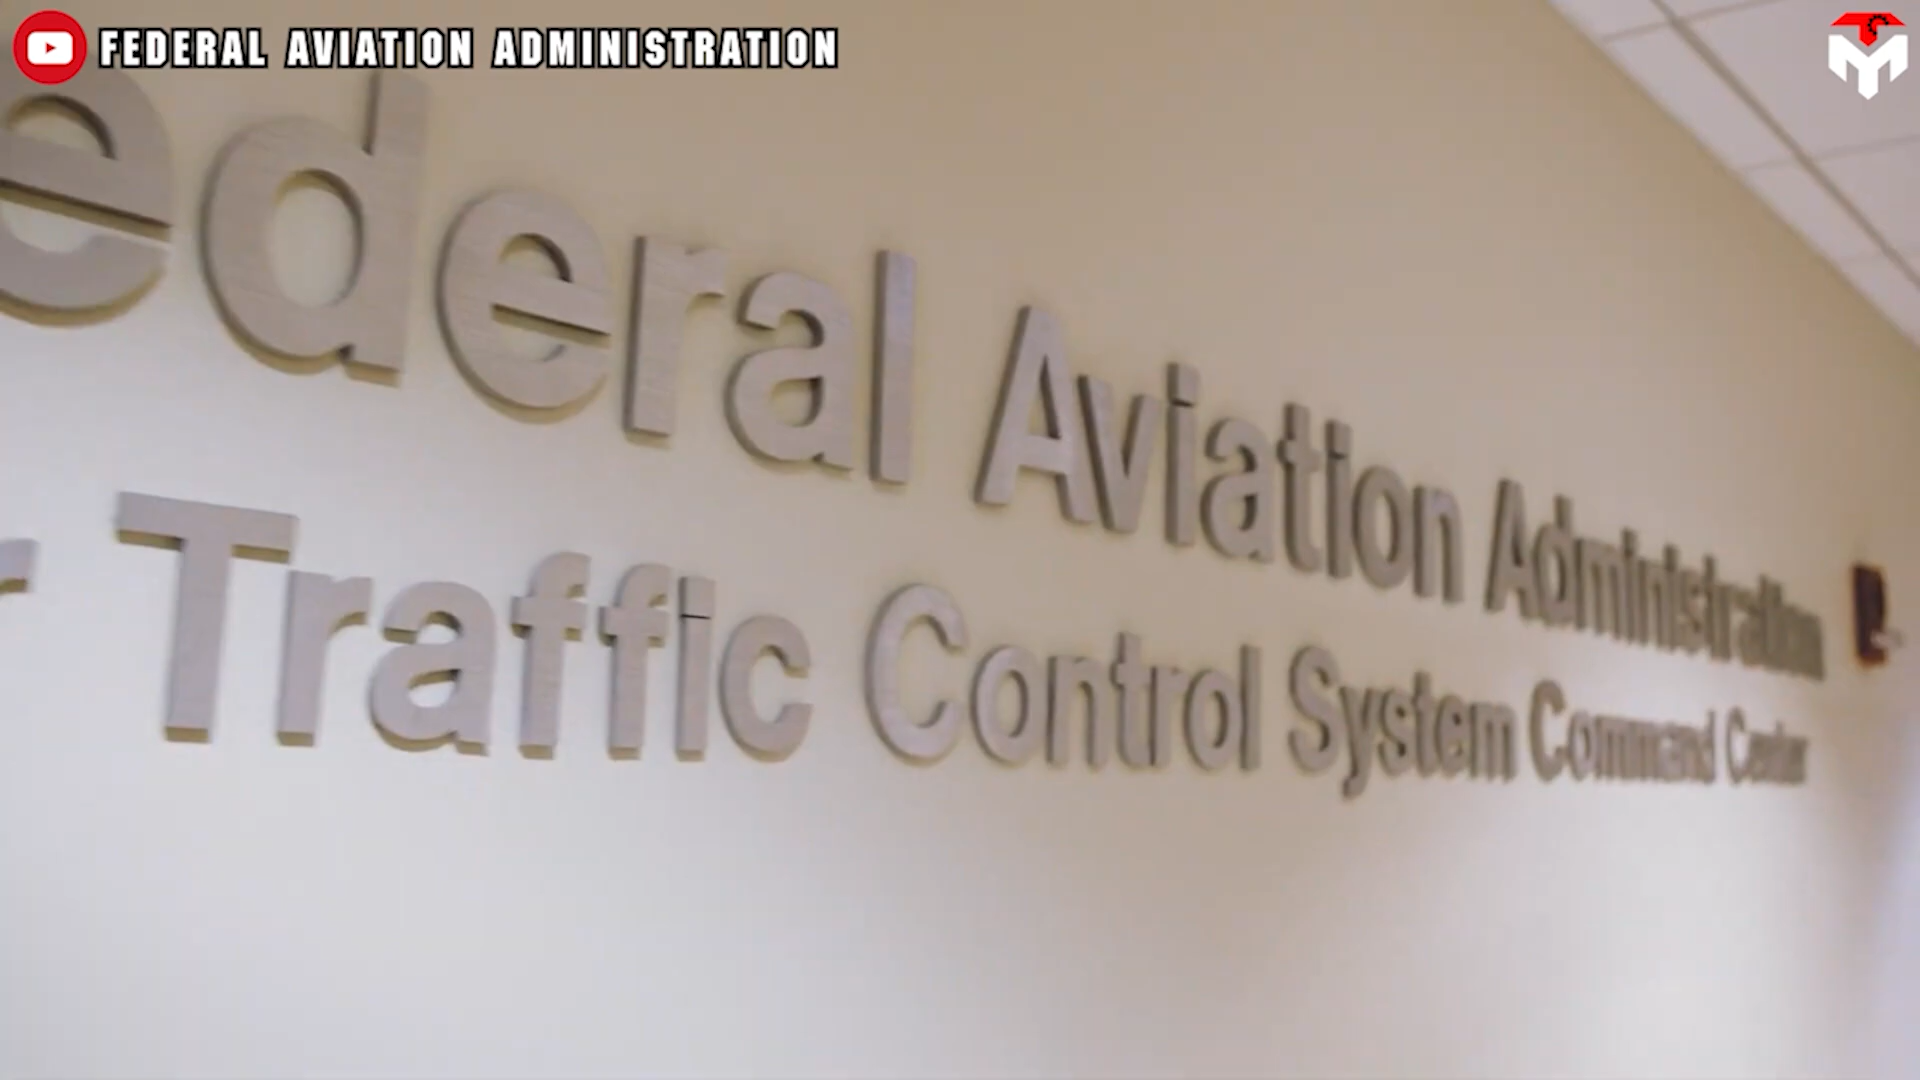 FEDERAL AVIATION ADMINISTRATION
ederal Aviation Administration
r Traffic Control System Command Center